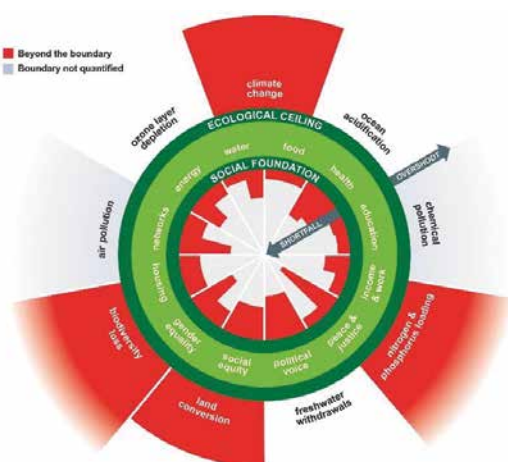 Beyond the boundary
Boundary not quantified
climate
change
ozone layer
depletion
ocean
acidification
ECOLOGICAL CEILING
OVERSHOOT
water
food
energy
health
SOCIAL FOUNDATION
networks
education
SHORTFALL
air pollution
chemical
pollution
housing
income
& work
gender
equality
peace &
justice
social
equity
political
voice
biodiversity
loss
nitrogen &
phosphorus loading
land
conversion
freshwater
withdrawals